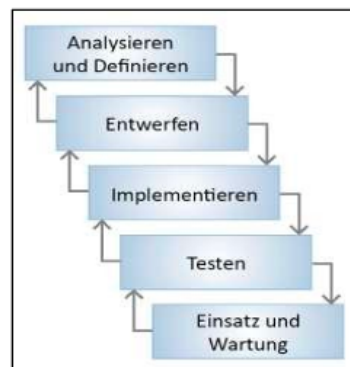 Analysieren
und Definieren
Entwerfen
Implementieren
Testen
Einsatz und
Wartung